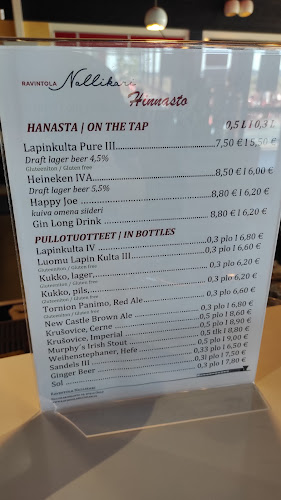 RAVINTOLA Nallikari
Hinnasto
HANASTA | ON THE TAP 0,5 L I 0,3 L
Lapinkulta Pure III 7,50 € I 5,50 €
Draft lager beer 4,5%
Gluteeniton / Gluten free
Heineken IVA 8,50 € I 6,00 €
Draft lager beer 5,5%
Happy Joe 8,80 € I 6,20 €
kuiva omena siideri
Gin Long Drink 8,80 € I 6,20 €
PULLOTUOTTEET | IN BOTTLES
Lapinkulta IV 0,3 plo l 6,80 €
Luomu Lapin Kulta III 0,3 plo l 6,60 €
Gluteeniton / Gluten free
Kukko, lager, 0,3 plo 6.20 €
Gluteeniton / Gluten free
Kukko, pils, 0,3 plo 6,20 €
Gluteeniton / Gluten free
Tornion Panimo, Red Ale 0,3 plo 6.60 €
Gluteeniton / Gluten free
New Castle Brown Ale 0,3 plo l 6,80 €
Krušovice, Cerne 0,5 plo l 8,60 €
Krušovice, Imperial 0,5 plo l 8,90 €
Murphy´s Irish Stout 0,5 tlk l 8,80 €
Weihenstephaner, Hefe 0,5 plo l 9,00 €
Sandels III 0,33 plo l 6,50 €
Ginger Beer 0,3l plo l 7,50 €
Sol 0,3 plo l 7,80 €